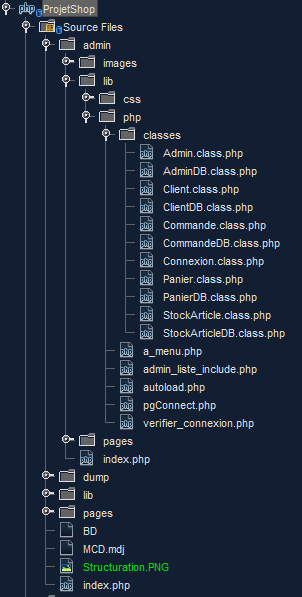 php ProjetShop
Source Files
admin
images
lib
css
php
classes
Admin.class.php
AdminDB.class.php
Client.class.php
ClientDB.class.php
Commande.class.php
CommandeDB.class.php
Connexion.class.php
Panier.class.php
PanierDB.class.php
StockArticle.class.php
StockArticleDB.class.php
a_menu.php
admin_liste_include.php
autoload.php
pgConnect.php
verifier_connexion.php
pages
index.php
dump
lib
pages
BD
MCD.mdj
Structuration.PNG
index.php